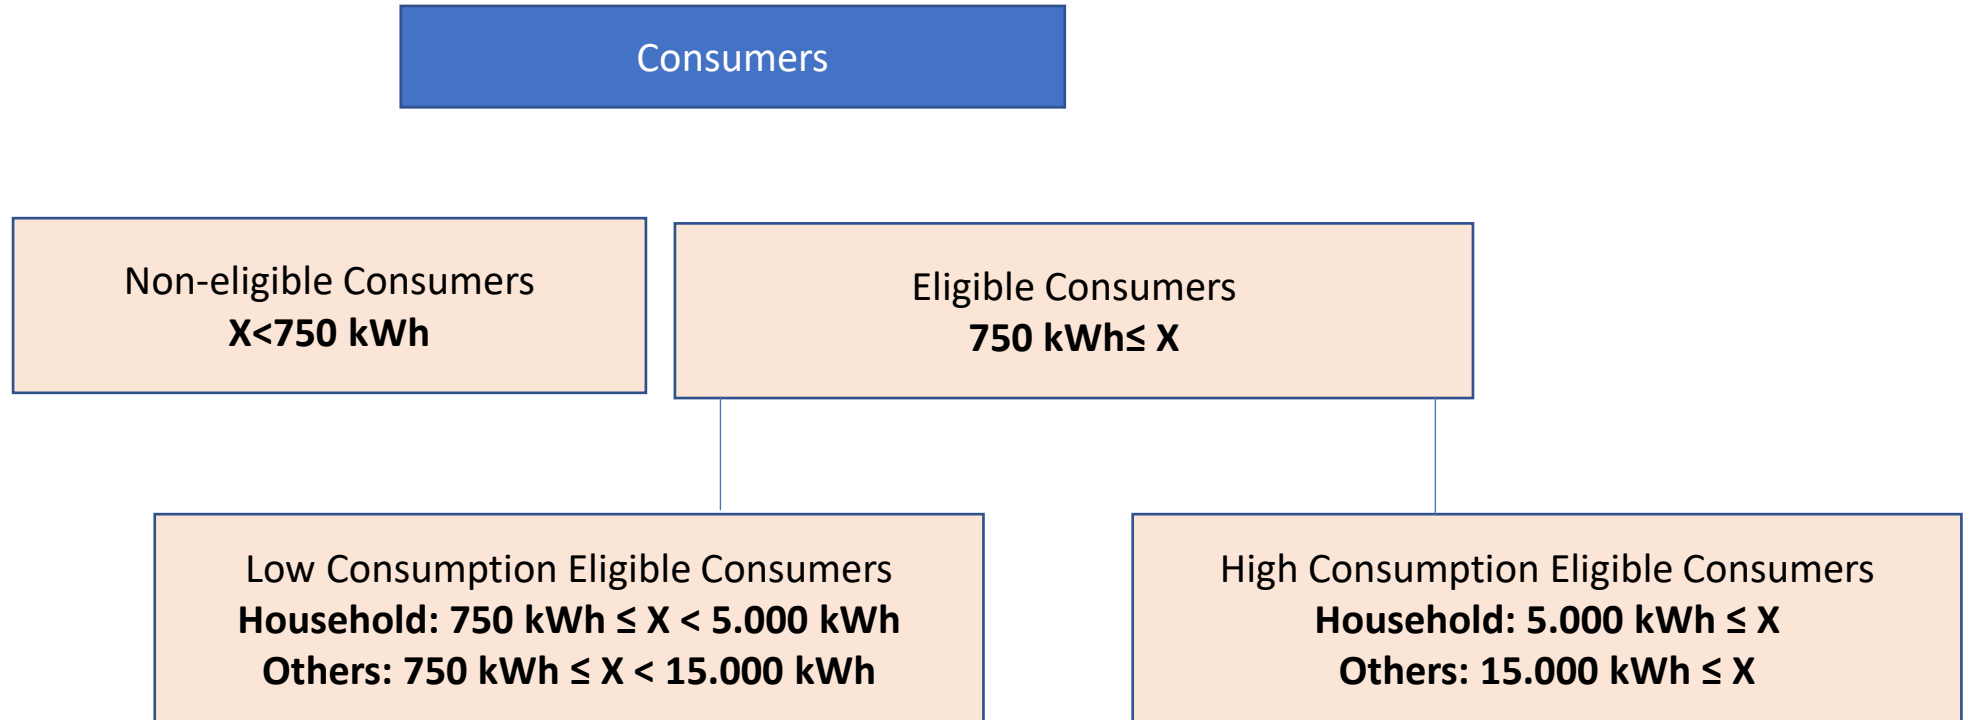 Consumers
Non-eligible Consumers
X<750 kWh
Eligible Consumers
750 kWh≤ X
Low Consumption Eligible Consumers
Household: 750 kWh ≤ X < 5.000 kWh
Others: 750 kWh ≤ X < 15.000 kWh
High Consumption Eligible Consumers
Household: 5.000 kWh ≤ X
Others: 15.000 kWh ≤ X